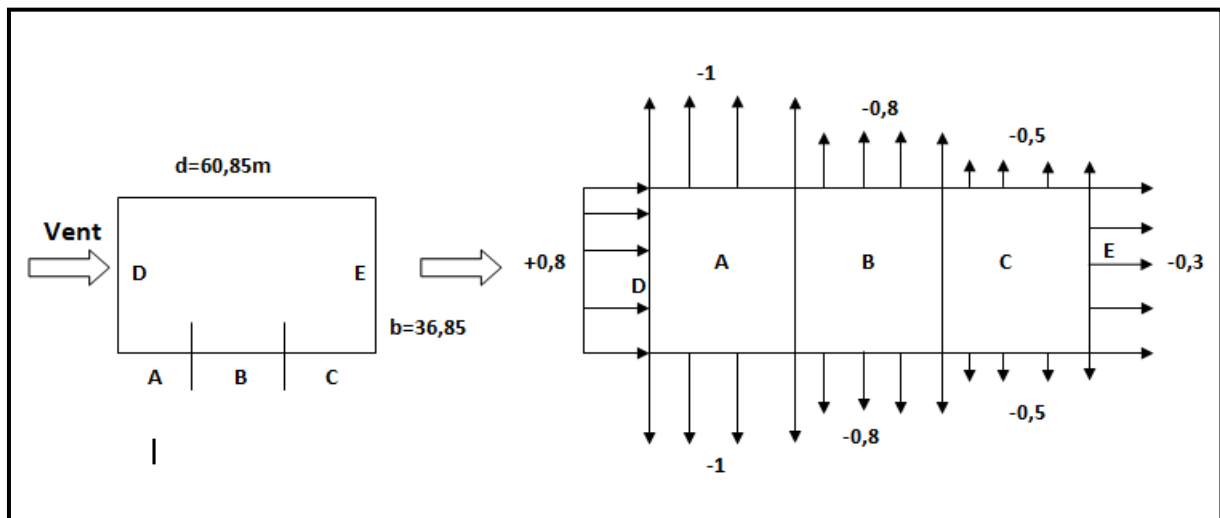 d=60,85m
Vent
D
E
b=36,85
A B C
-1
-0,8
-0,5
+0,8
D
A
B
C
E
-0,3
-0,5
-0,8
-1